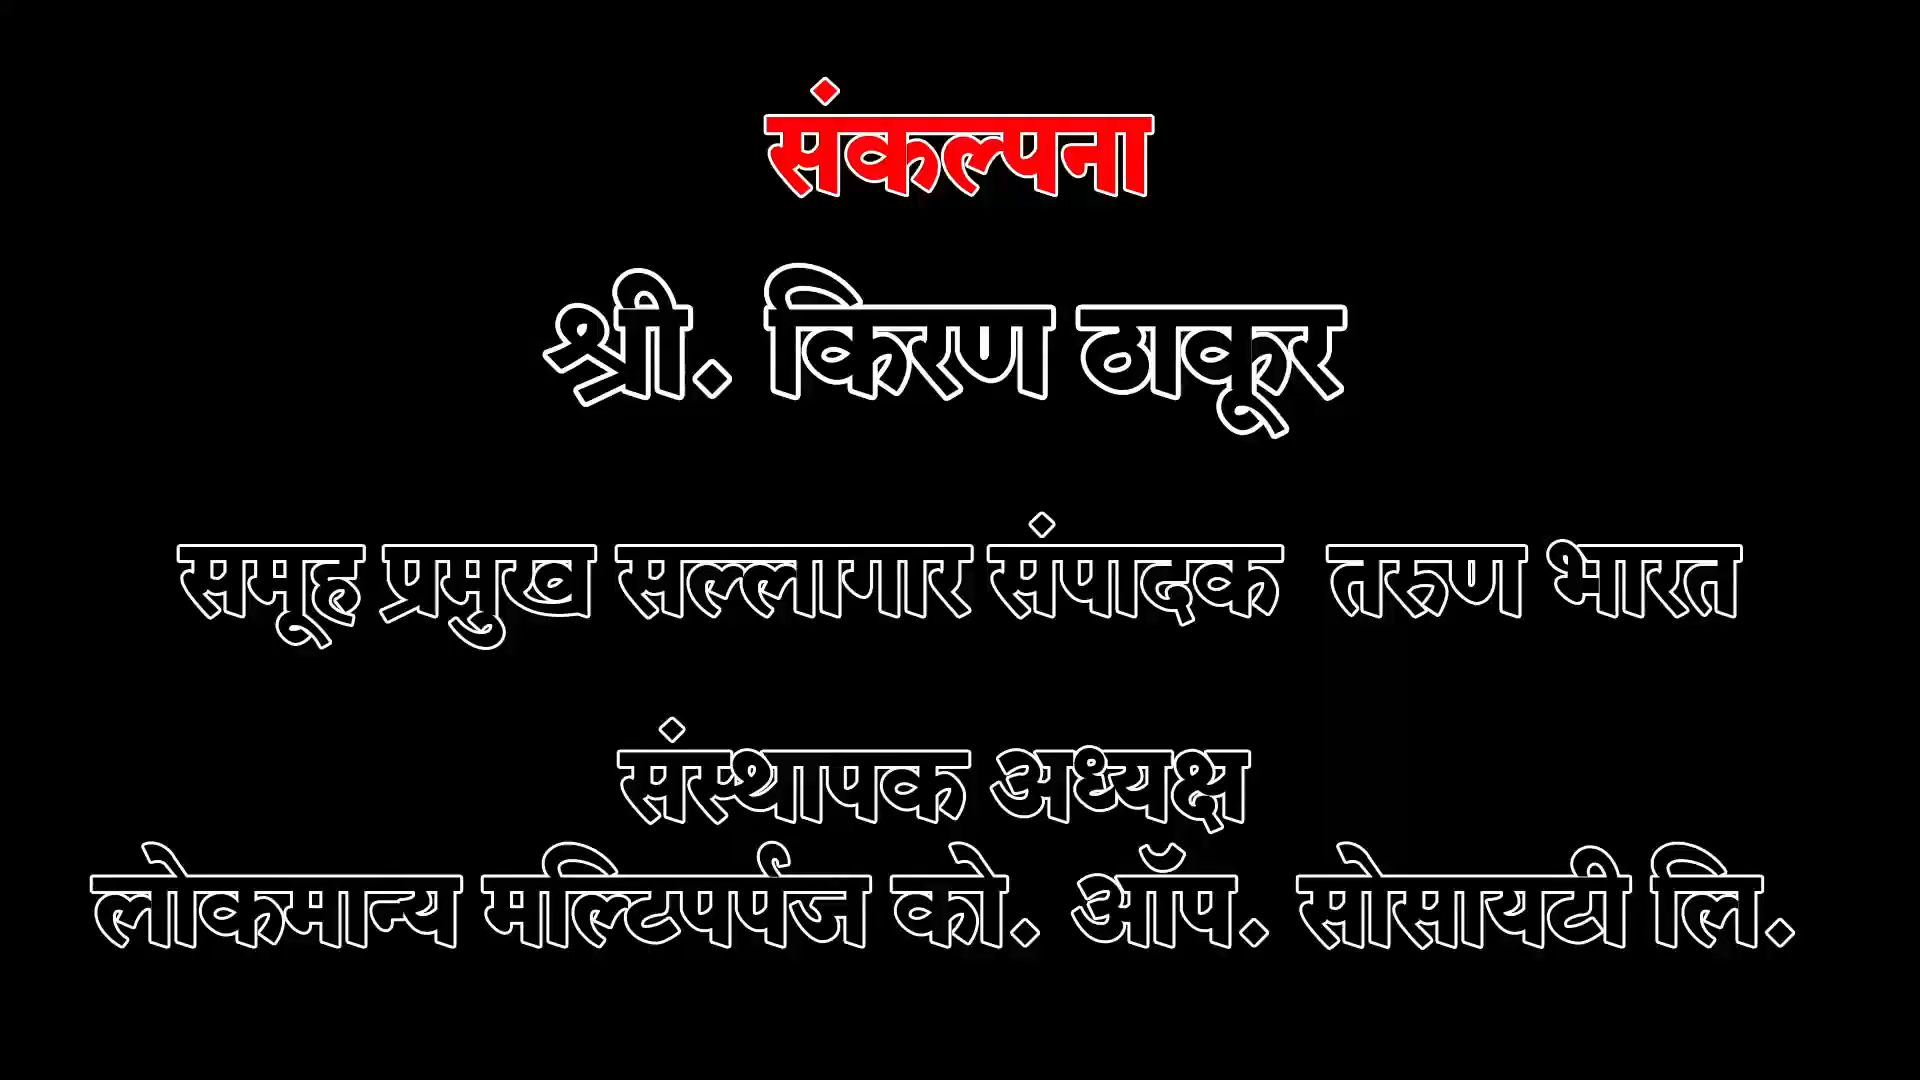 संकल्पना
श्री. किरण ठाकूर
समूह प्रमुख सल्लागार संपादक तरुण भारत
संस्थापक अध्यक्ष
लोकमान्य मल्टिपर्पज को. ऑप. सोसायटी लि.